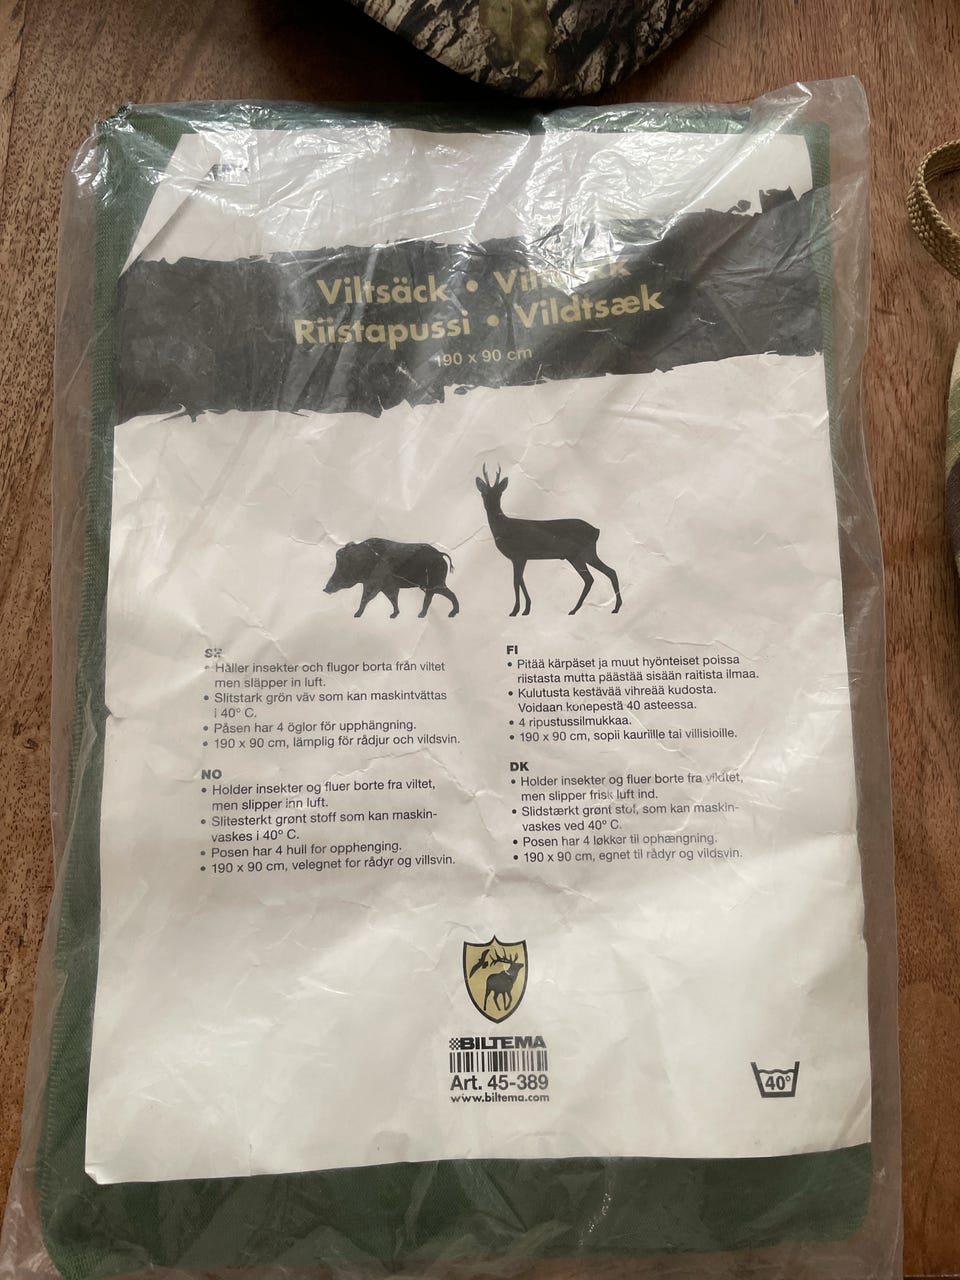 Viltsäck •
Riistapussi • Vildtsæk
190 x 90 cm
SE
• Håller insekter och flugor borta från viltet
men släpper in luft.
• Slitstark grön väv som kan maskintvättas
i 40° C.
• Påsen har 4 öglor för upphängning.
• 190 x 90 cm, lämplig för rådjur och vildsvin.
NO
• Holder insekter og fluer borte fra viltet,
men slipper inn luft.
• Slitesterkt grønt stoff som kan maskin-
vaskes i 40° C.
• Posen har 4 hull for opphenging.
• 190 x 90 cm, velegnet for rådyr og villsvin.
FI
• Pitää kärpäset ja muut hyönteiset poissa
riistasta mutta päästää sisään raitista ilmaa.
• Kulutusta kestävää vihreää kudosta.
Voidaan konepestä 40 asteessa.
• 4 ripustussilmukkaa.
• 190 x 90 cm, sopii kauriille tai villisioille.
DK
• Holder insekter og fluer borte fra vildtet,
men slipper frisk luft ind.
• Slidstærkt grønt stof, som kan maskin-
vaskes ved 40° C.
• Posen har 4 løkker til ophængning.
• 190 x 90 cm, egnet til rådyr og vildsvin.
BILTEMA
Art. 45-389
www.biltema.com
40°